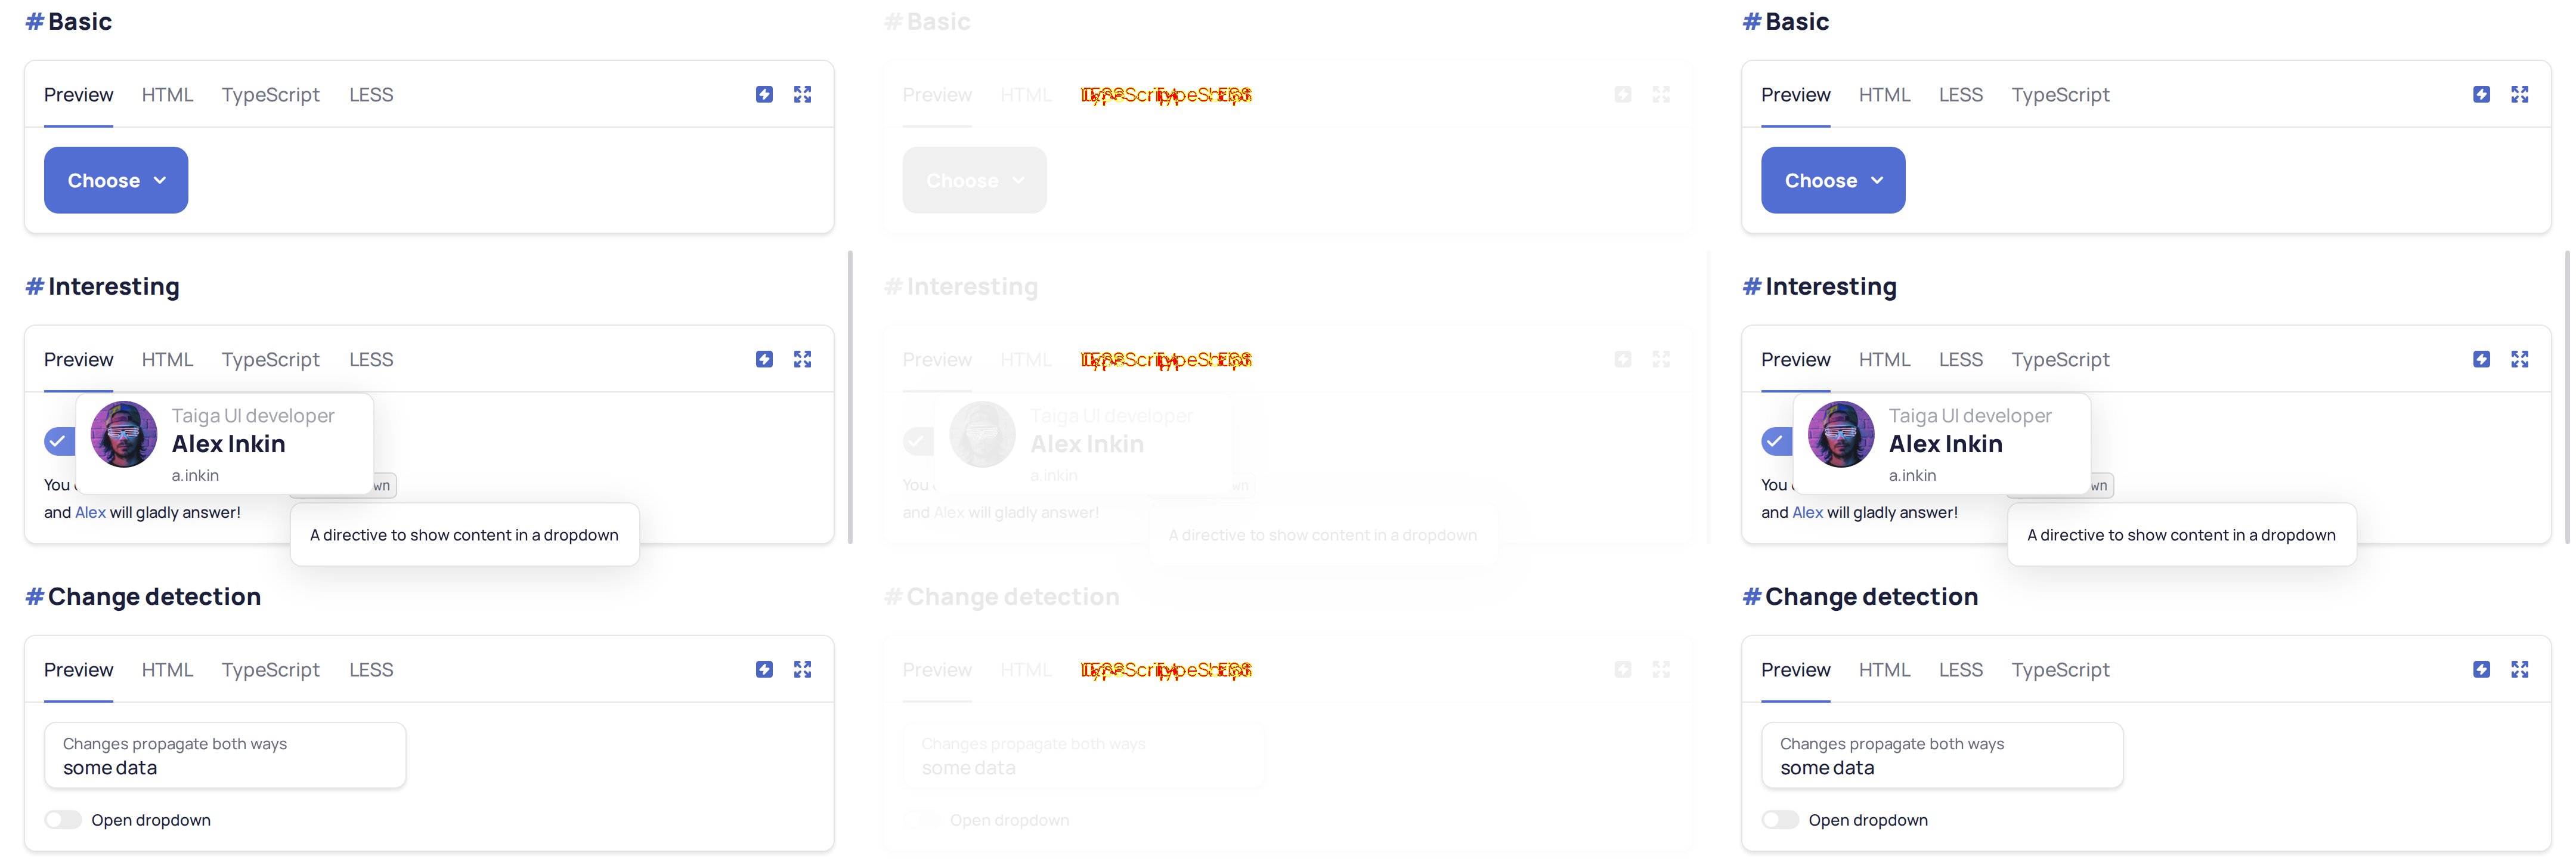 # Basic
Preview HTML TypeScript LESS
Choose
# Interesting
Preview HTML TypeScript LESS
Taiga UI developer
Alex Inkin
a.inkin
You wn
and Alex will gladly answer!
A directive to show content in a dropdown
# Change detection
Preview HTML TypeScript LESS
Changes propagate both ways
some data
Open dropdown
# Basic
Preview HTML
Choose
# Interesting
Preview HTML
Taiga UI developer
Alex Inkin
a.inkin
You wn
and Alex will gladly answer!
A directive to show content in a dropdown
# Change detection
Preview HTML
Changes propagate both ways
some data
Open dropdown
# Basic
Preview HTML LESS TypeScript
Choose
# Interesting
Preview HTML LESS TypeScript
Taiga UI developer
Alex Inkin
a.inkin
You wn
and Alex will gladly answer!
A directive to show content in a dropdown
# Change detection
Preview HTML LESS TypeScript
Changes propagate both ways
some data
Open dropdown